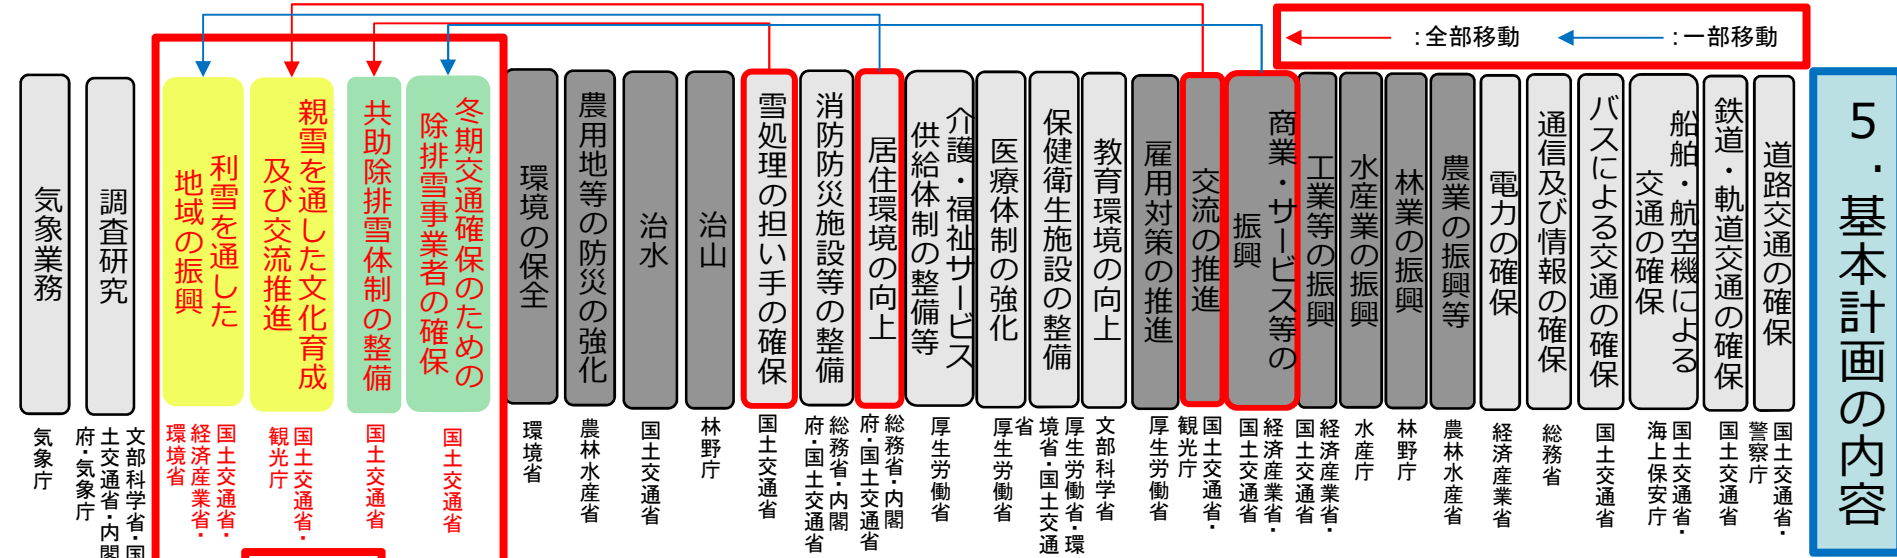 :全部移動
:一部移動
5.基本計画の内容
道路交通の確保
国土交通省・
警察庁
鉄道・軌道交通の確保
国土交通省
船舶・航空機による
交通の確保
国土交通省・
海上保安庁
バスによる交通の確保
国土交通省
通信及び情報の確保
総務省
電力の確保
経済産業省
農業の振興等
農林水産省
林業の振興
林野庁
水産業の振興
水産庁
工業等の振興
経済産業省・
国土交通省
商業・サービス等の
振興
経済産業省・
国土交通省
交流の推進
国土交通省・
観光庁
雇用対策の推進
厚生労働省
教育環境の向上
文部科学省
保健衛生施設の整備
厚生労働省・環
境省・国土交通
省
医療体制の強化
厚生労働省
介護・福祉サービス
供給体制の整備等
厚生労働省
居住環境の向上
総務省・内閣
府・国土交通省
消防防災施設等の整備
総務省・内閣
府・国土交通省
雪処理の担い手の確保
国土交通省
治山
林野庁
治水
国土交通省
農用地等の防災の強化
農林水産省
環境の保全
環境省
冬期交通確保のための
除排雪事業者の確保
国土交通省
共助除排雪体制の整備
国土交通省
親雪を通した文化育成
及び交流推進
国土交通省・
観光庁
利雪を通した
地域の振興
国土交通省・
経済産業省・
環境省
調査研究
文部科学省・国
土交通省・内閣
府・気象庁
気象業務
気象庁